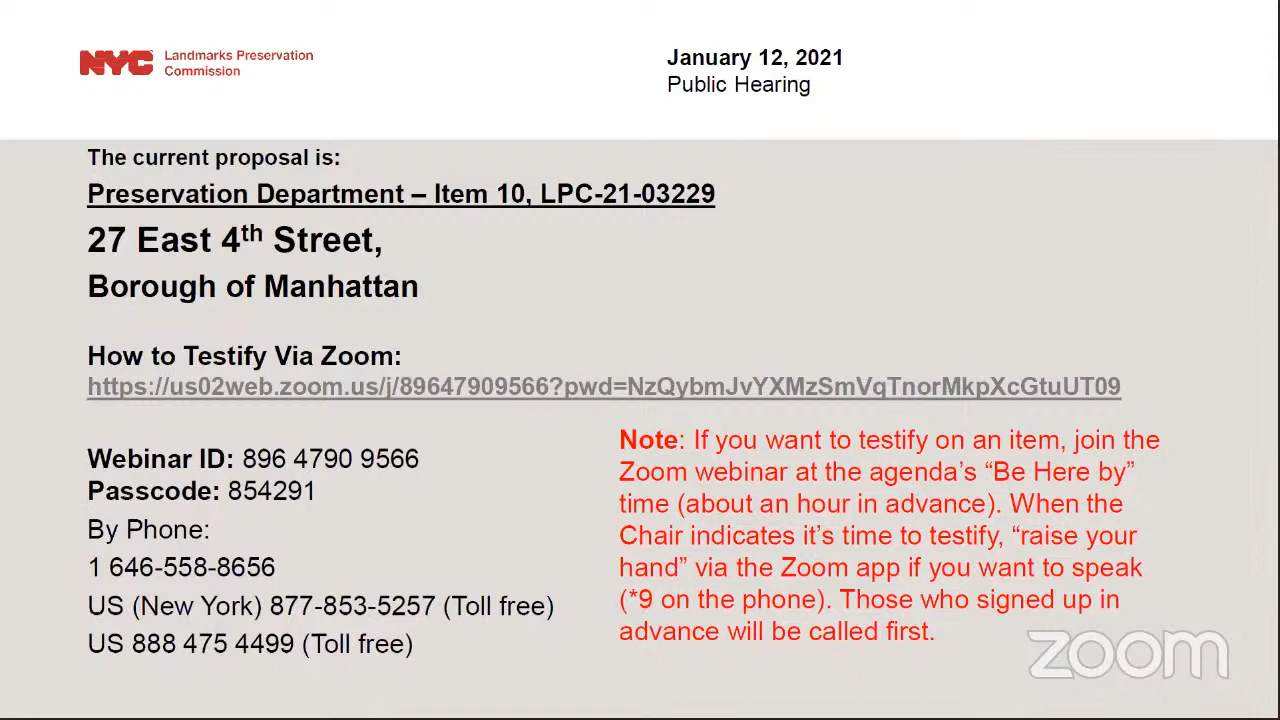 NYC Landmarks Preservation
Commission
January 12, 2021
Public Hearing
The current proposal is:
Preservation Department – Item 10, LPC-21-03229
27 East 4th Street,
Borough of Manhattan
How to Testify Via Zoom:
https://us02web.zoom.us/j/89647909566?pwd=NzQybmJvYXMzSmVqTnorMkpXcGtuUT09
Webinar ID: 896 4790 9566
Passcode: 854291
By Phone:
1 646-558-8656
US (New York) 877-853-5257 (Toll free)
US 888 475 4499 (Toll free)
Note: If you want to testify on an item, join the
Zoom webinar at the agenda’s “Be Here by”
time (about an hour in advance). When the
Chair indicates it’s time to testify, “raise your
hand” via the Zoom app if you want to speak
(*9 on the phone). Those who signed up in
advance will be called first.
zoom